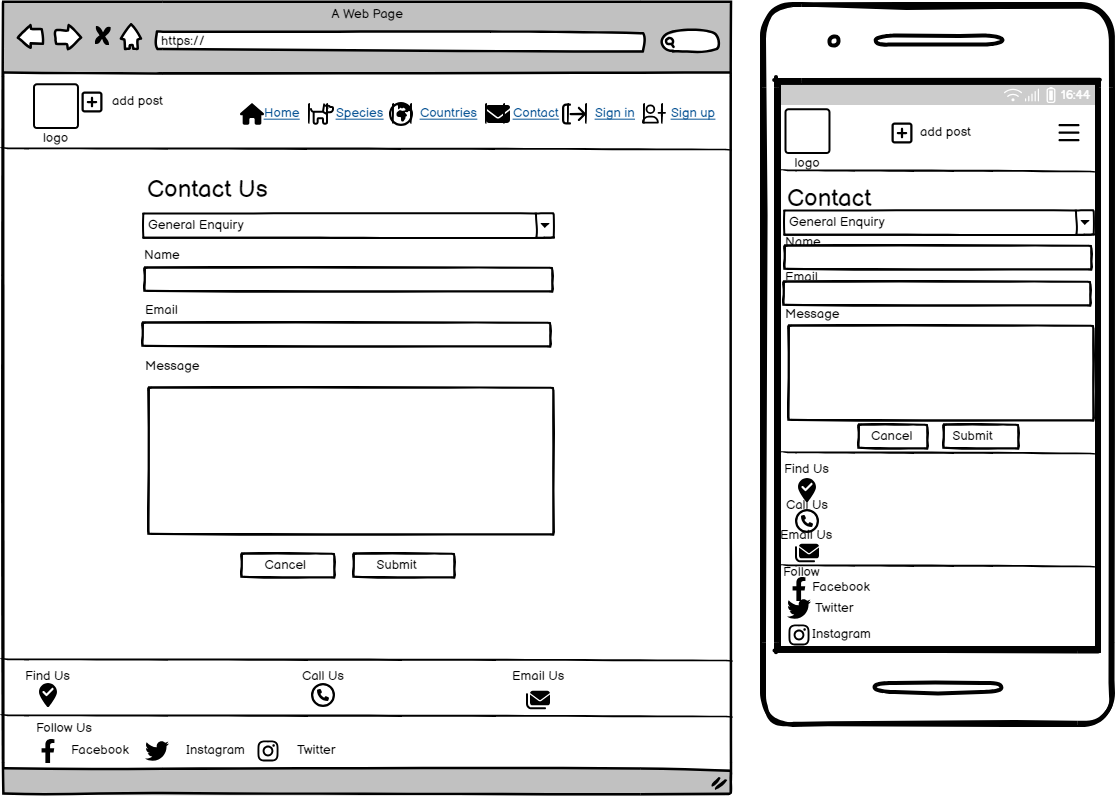 A Web Page
https://
add post
Home Species Countries Contact Sign in Sign up
logo
Contact Us
General Enquiry
Name
Email
Message
Cancel Submit
Find Us Call Us Email Us
Follow Us
Facebook Instagram Twitter
16:44
add post
logo
Contact
General Enquiry
Name
Email
Message
Cancel Submit
Find Us
Call Us
Email Us
Follow
Facebook
Twitter
Instagram